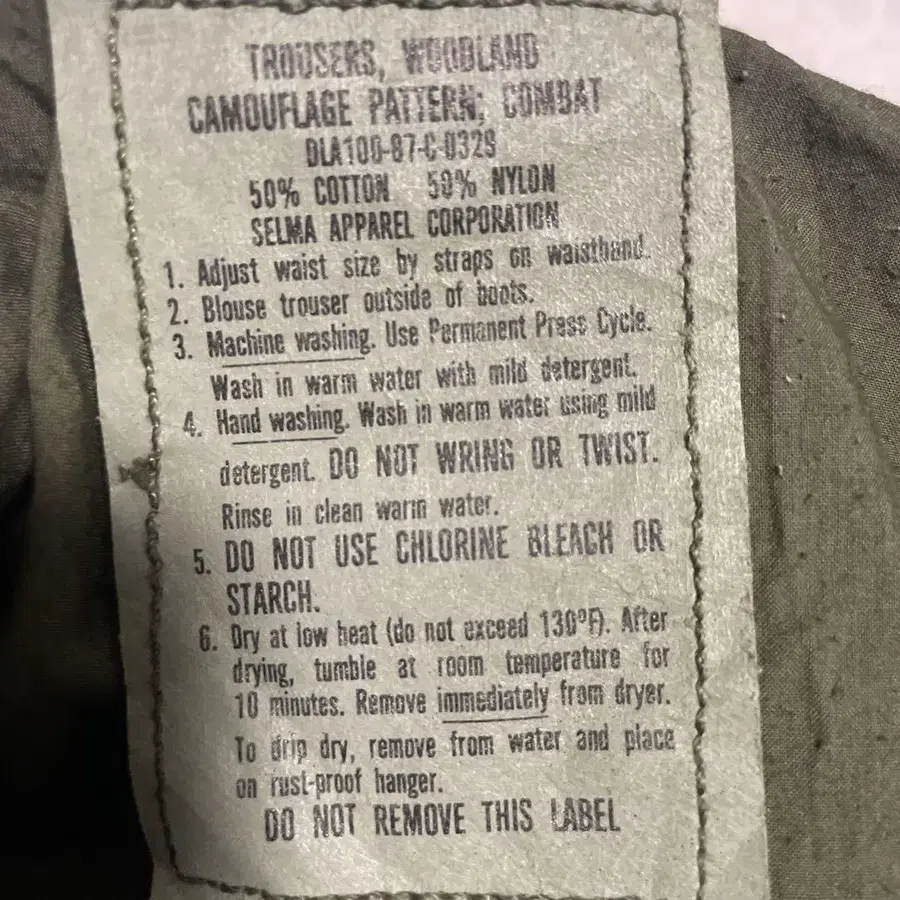 TROUSERS, WOODLAND
CAMOUFLAGE PATTERN; COMBAT
DLA100-87-C-0329
50% COTTON 50% NYLON
SELMA APPAREL CORPORATION
1. Adjust waist size by straps on waistband.
2. Blouse trouser outside of boots.
3. Machine washing. Use Permanent Press Cycle.
Wash in warm water with mild detergent.
4. Hand washing. Wash in warm water using mild
detergent. DO NOT WRING OR TWIST.
Rinse in clean warm water.
5. DO NOT USE CHLORINE BLEACH OR
STARCH.
6. Dry at low heat (do not exceed 130ºF). After
drying, tumble at room temperature for
10 minutes. Remove immediately from dryer.
To drip dry, remove from water and place
on rust-proof hanger.
DO NOT REMOVE THIS LABEL